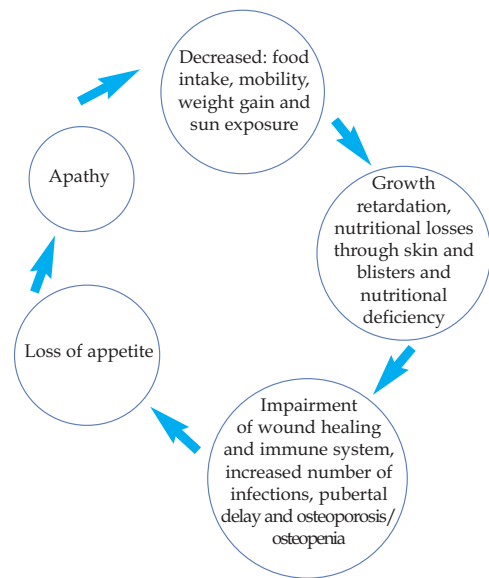 Decreased: food
intake, mobility,
weight gain and
sun exposure
Growth
retardation,
nutritional losses
through skin and
blisters and
nutritional
deficiency
Impairment
of wound healing
and immune system,
increased number of
infections, pubertal
delay and osteoporosis/
osteopenia
Loss of appetite
Apathy